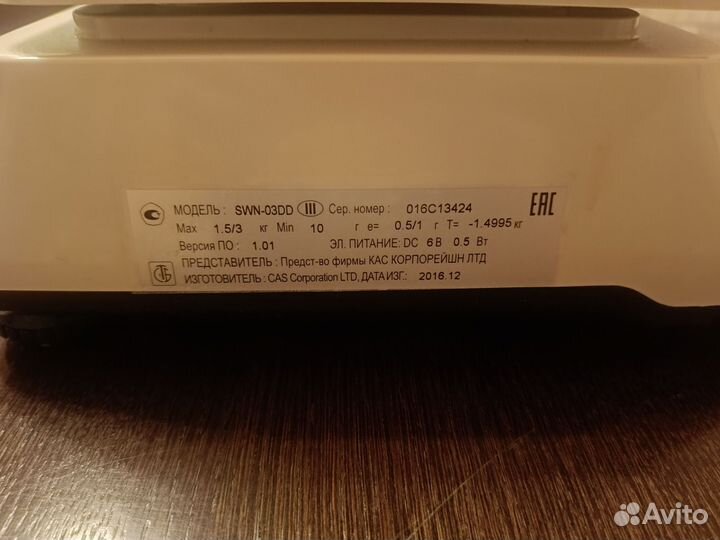 МОДЕЛЬ : SWN-03DD III Сер. номер : 016C13424
Max 1.5/3 кг Min 10 г e= 0.5/1 г T= -1.4995 кг
Версия ПО : 1.01 ЭЛ. ПИТАНИЕ: DC 6 В 0.5 Вт
ПРЕДСТАВИТЕЛЬ : Предст-во фирмы КАС КОРПОРЕЙШН ЛТД
ИЗГОТОВИТЕЛЬ : CAS Corporation LTD, ДАТА ИЗГ.: 2016.12
EAC
Avito